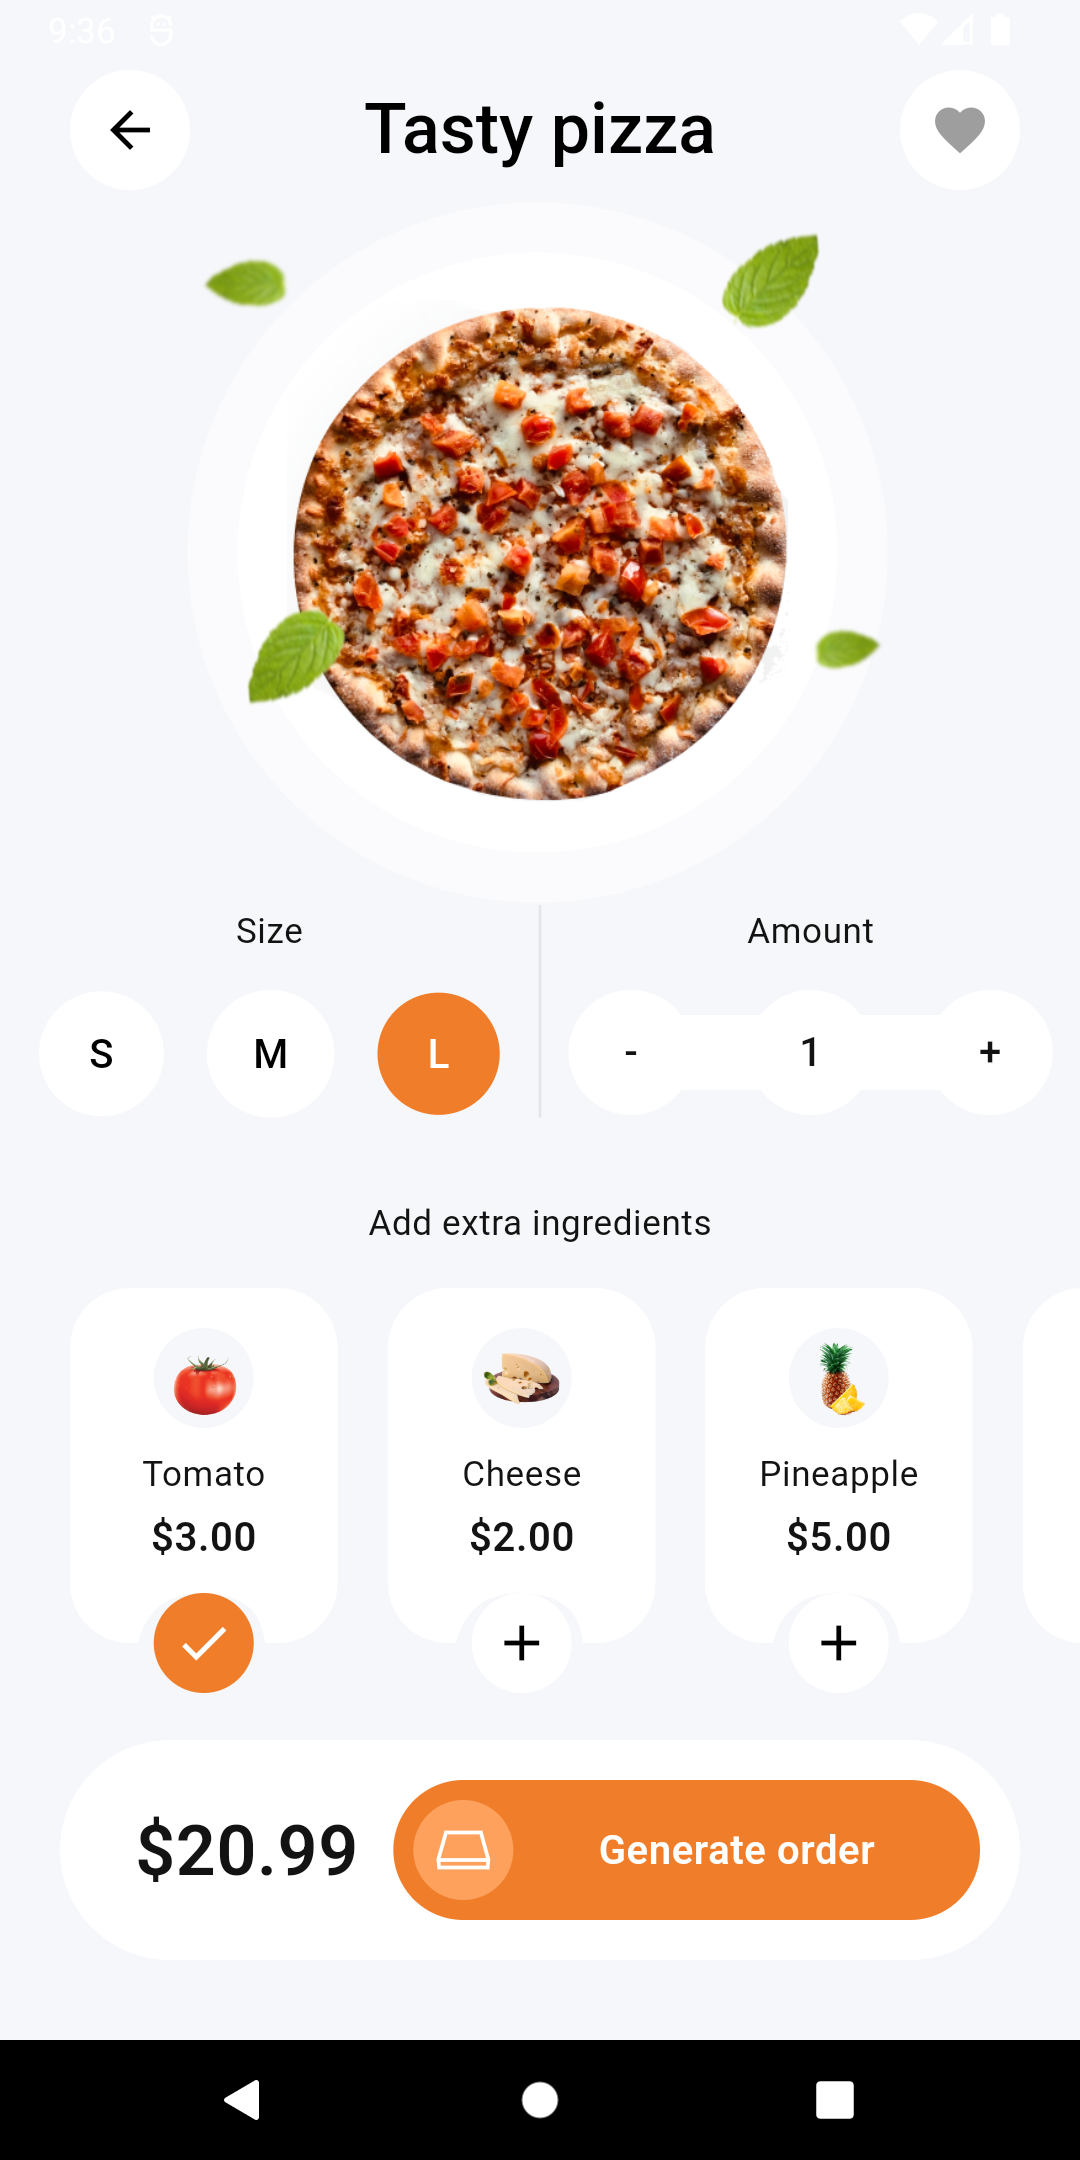 9:36
Tasty pizza
Size
Amount
S M L
- 1 +
Add extra ingredients
Tomato Cheese Pineapple
$3.00 $2.00 $5.00
$20.99 Generate order